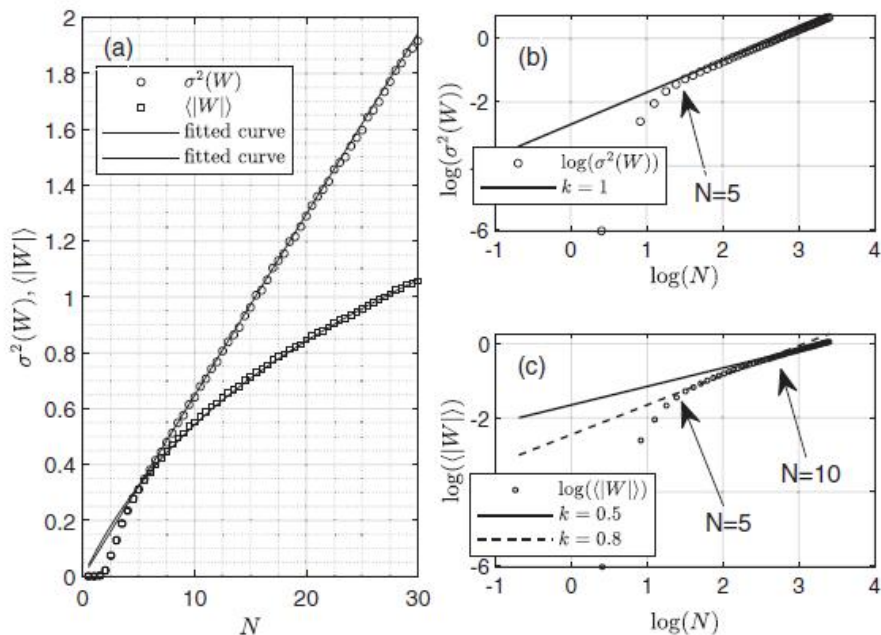 (a)
σ²(W)
⟨|W|⟩
fitted curve
fitted curve
2
1.8
1.6
1.4
1.2
1
0.8
0.6
0.4
0.2
0
0 10 20 30
N
σ²(W), ⟨|W|⟩
(b)
0
-2
-4
-6
log(σ²(W))
k = 1
N=5
-1 0 1 2 3 4
log(N)
log(σ²(W))
(c)
0
-2
-6
log(⟨|W|⟩)
k = 0.5
k = 0.8
N=5
N=10
-1 0 1 2 3 4
log(N)
log(⟨|W|⟩)